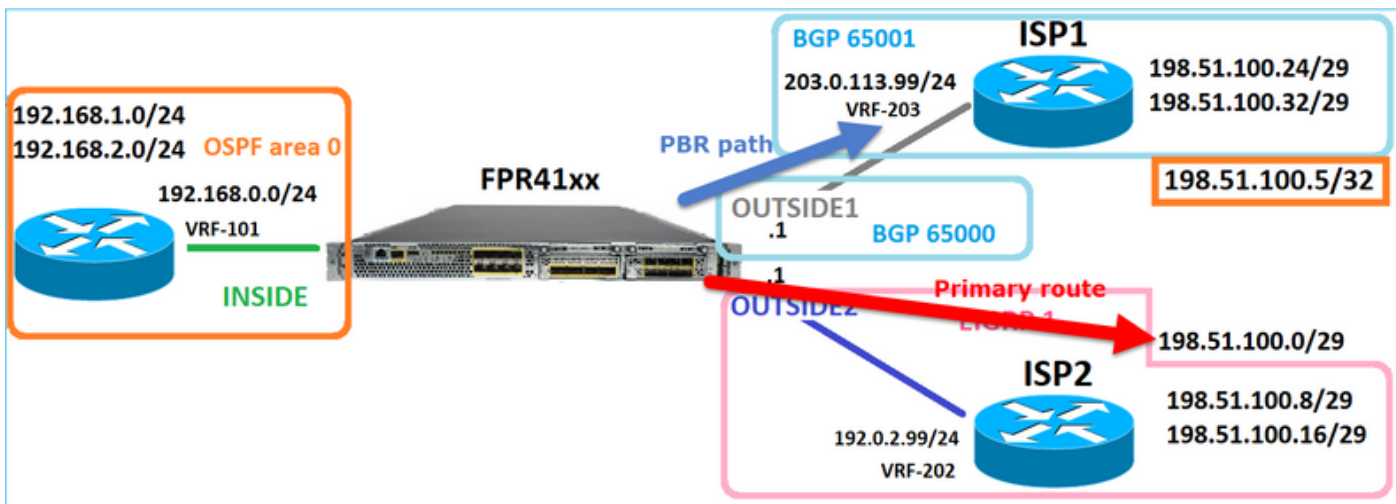 192.168.1.0/24
192.168.2.0/24
OSPF area 0
192.168.0.0/24
VRF-101
INSIDE
FPR41xx
PBR path
BGP 65001
203.0.113.99/24
VRF-203
ISP1
198.51.100.24/29
198.51.100.32/29
198.51.100.5/32
OUTSIDE1
.1
BGP 65000
.1
OUTSIDE2
Primary route
EIGRP 1
198.51.100.0/29
ISP2
192.0.2.99/24
VRF-202
198.51.100.8/29
198.51.100.16/29